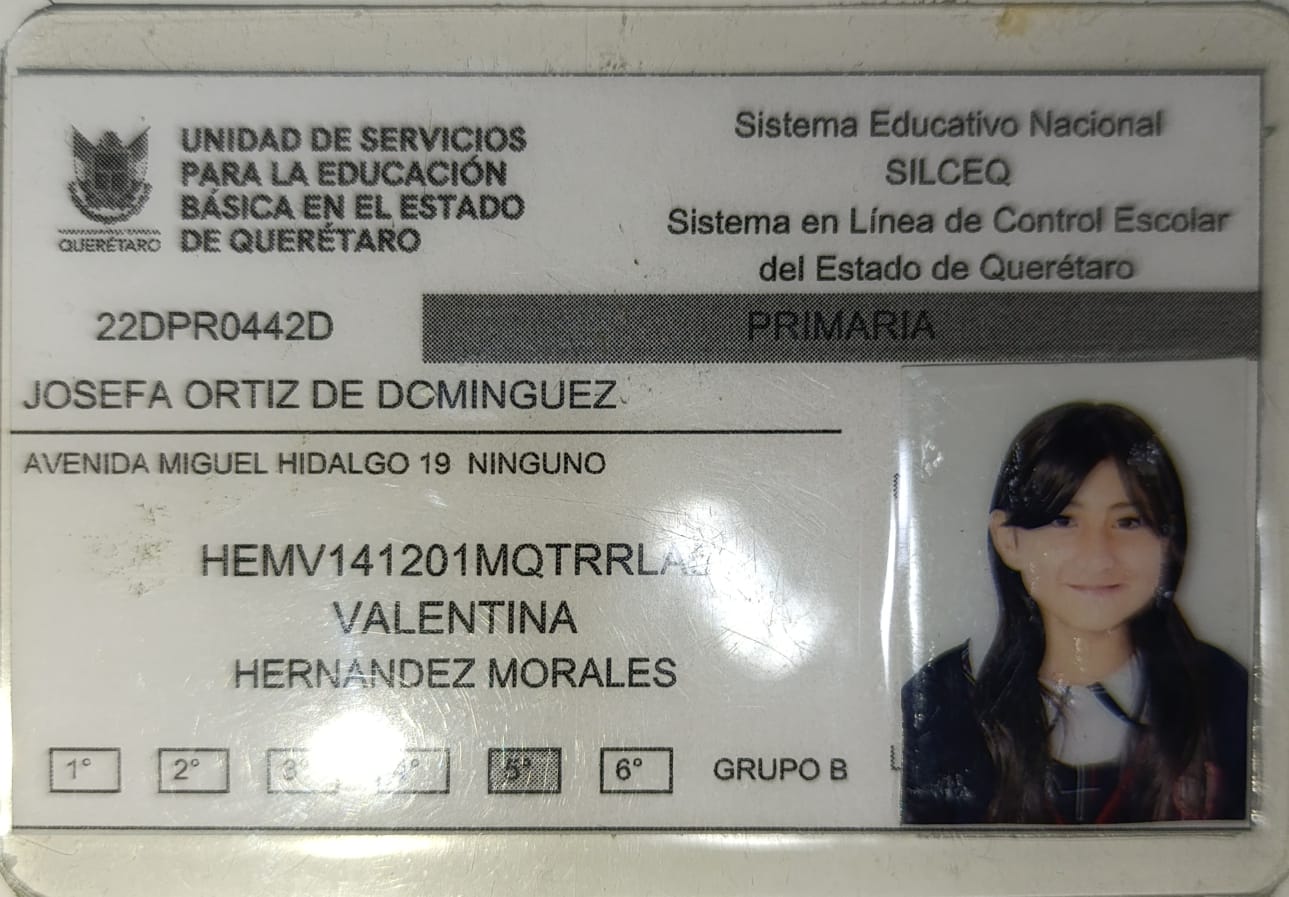 UNIDAD DE SERVICIOS
PARA LA EDUCACIÓN
BÁSICA EN EL ESTADO
DE QUERÉTARO
QUERÉTARO
Sistema Educativo Nacional
SILCEQ
Sistema en Línea de Control Escolar
del Estado de Querétaro
22DPR0442D
PRIMARIA
JOSEFA ORTIZ DE DOMINGUEZ
AVENIDA MIGUEL HIDALGO 19 NINGUNO
VALENTINA
HERNANDEZ MORALES
1° 2° 3° 4° 5° 6° GRUPO B